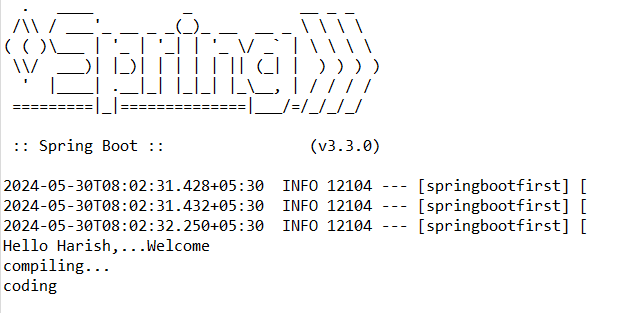 .   ____          _            __ _ _
 /\\ / ___'_ __ _ _(_)_ __  __ _ \ \ \ \
( ( )\___ | '_ | '_| | '_ \/ _` | \ \ \ \
 \\/  ___)| |_)| | | | | || (_| |  ) ) ) )
  '  |____| .__|_| |_|_| |_\__, | / / / /
 =========|_|==============|___/=/_/_/_/
 :: Spring Boot ::                (v3.3.0)
2024-05-30T08:02:31.428+05:30  INFO 12104 --- [springbootfirst] [
2024-05-30T08:02:31.432+05:30  INFO 12104 --- [springbootfirst] [
2024-05-30T08:02:32.250+05:30  INFO 12104 --- [springbootfirst] [
Hello Harish,...Welcome
compiling...
coding